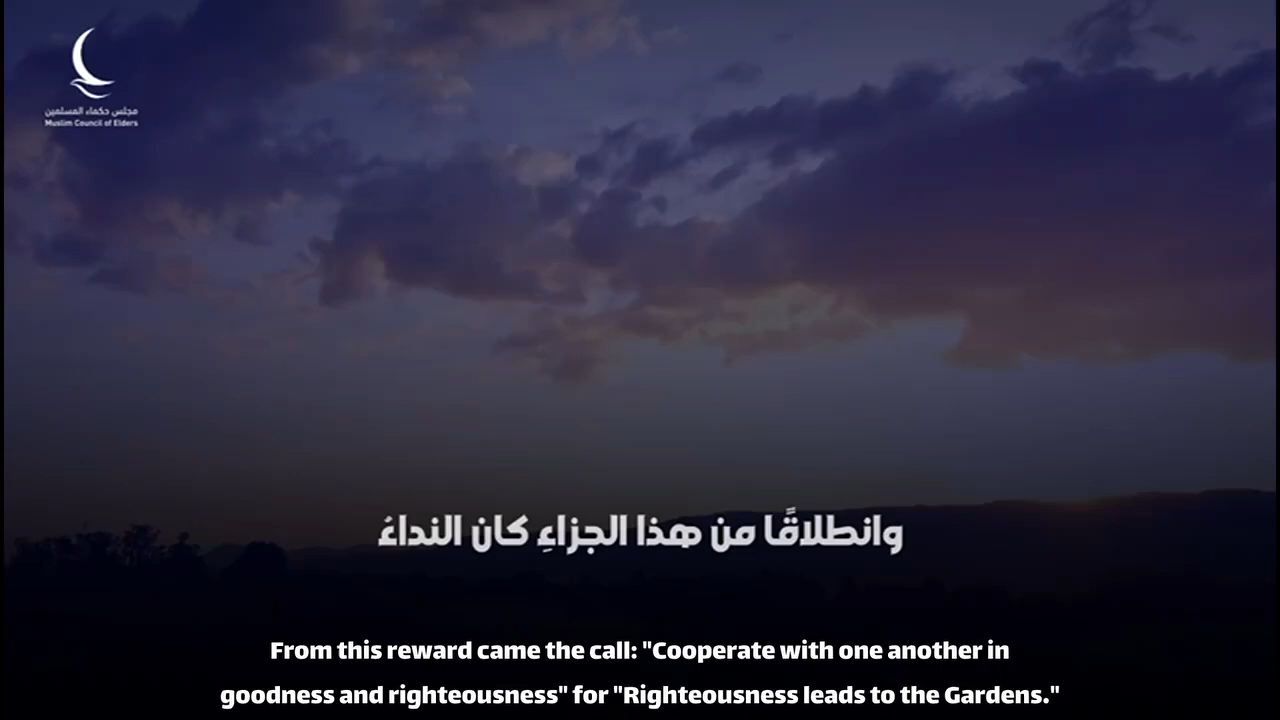 مجلس حكماء المسلمين
Muslim Council of Elders
وانطلاقًا من هذا الجزاءِ كان النداءُ
From this reward came the call: "Cooperate with one another in
goodness and righteousness" for "Righteousness leads to the Gardens."